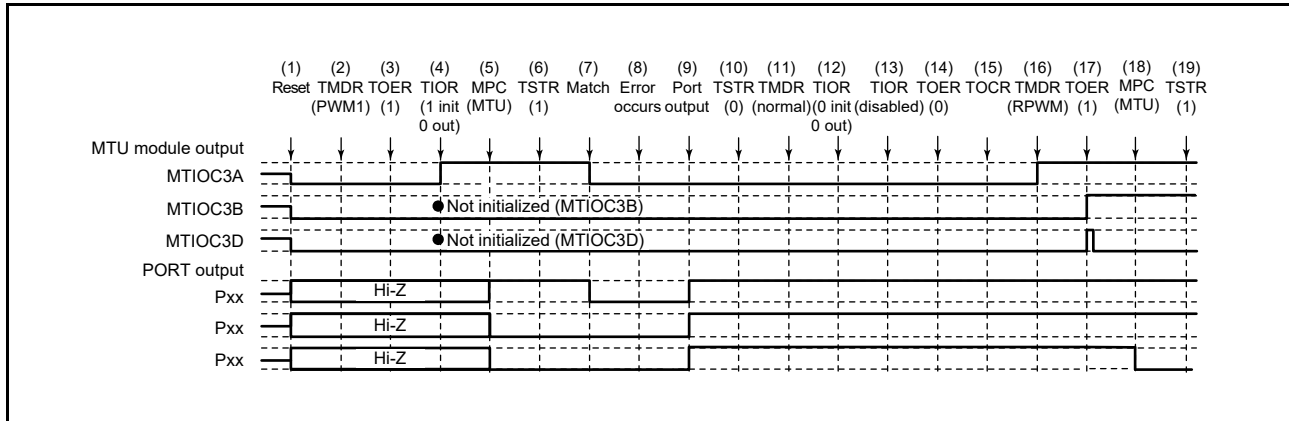 (1) (2) (3) (4) (5) (6) (7) (8) (9) (10) (11) (12) (13) (14) (15) (16) (17) (18) (19)
Reset TMDR TOER TIOR MPC TSTR Match Error Port TSTR TMDR TIOR TIOR TOER TOCR TMDR TOER MPC TSTR
(PWM1) (1) (1 init (MTU) (1) occurs output (0) (normal) (0 init (disabled) (0) (RPWM) (1) (MTU) (1)
0 out) 0 out)
MTU module output
MTIOC3A
MTIOC3B ● Not initialized (MTIOC3B)
MTIOC3D ● Not initialized (MTIOC3D)
PORT output
Pxx Hi-Z
Pxx Hi-Z
Pxx Hi-Z